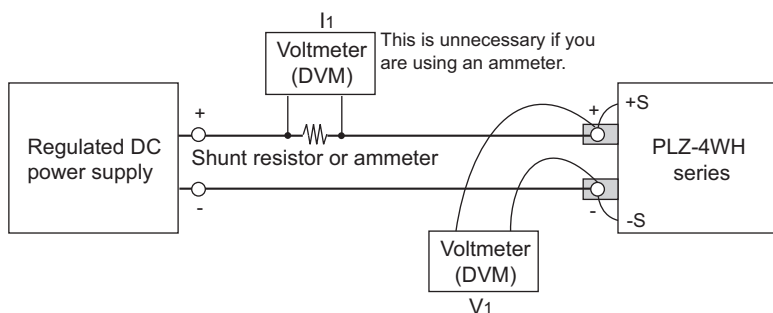 I1
Voltmeter
(DVM)
This is unnecessary if you
are using an ammeter.
+
Regulated DC
power supply
Shunt resistor or ammeter
-
+
+S
PLZ-4WH
series
-
-S
Voltmeter
(DVM)
V1